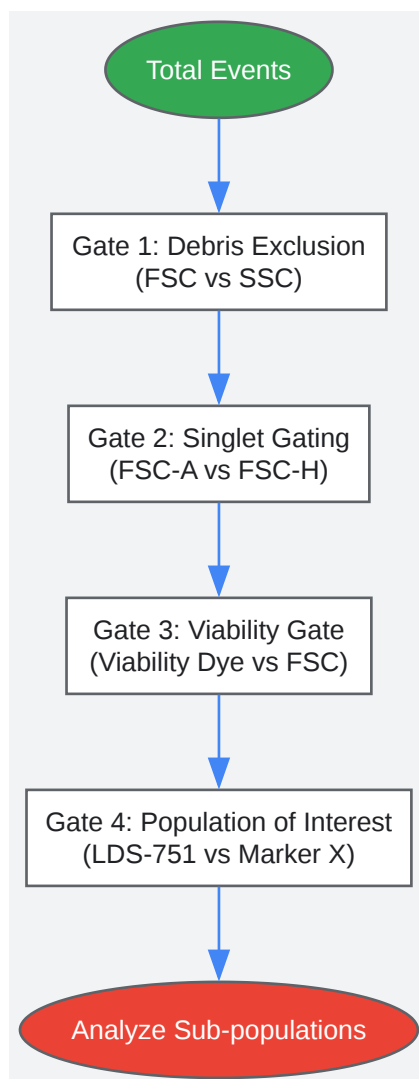 Total Events
Gate 1: Debris Exclusion
(FSC vs SSC)
Gate 2: Singlet Gating
(FSC-A vs FSC-H)
Gate 3: Viability Gate
(Viability Dye vs FSC)
Gate 4: Population of Interest
(LDS-751 vs Marker X)
Analyze Sub-populations